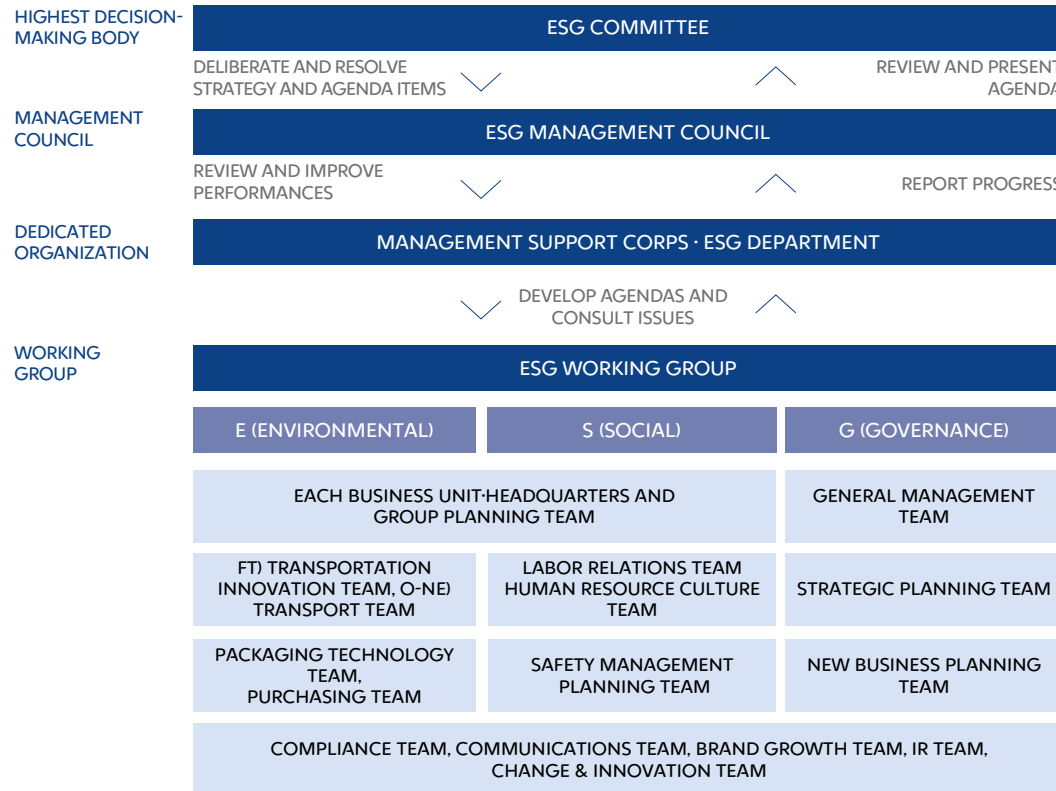 HIGHEST DECISION-
MAKING BODY
ESG COMMITTEE
DELIBERATE AND RESOLVE
STRATEGY AND AGENDA ITEMS
REVIEW AND PRESENT
AGENDA
MANAGEMENT
COUNCIL
ESG MANAGEMENT COUNCIL
REVIEW AND IMPROVE
PERFORMANCES
REPORT PROGRESS
DEDICATED
ORGANIZATION
MANAGEMENT SUPPORT CORPS · ESG DEPARTMENT
DEVELOP AGENDAS AND
CONSULT ISSUES
WORKING
GROUP
ESG WORKING GROUP
E (ENVIRONMENTAL)
S (SOCIAL)
G (GOVERNANCE)
EACH BUSINESS UNIT·HEADQUARTERS AND
GROUP PLANNING TEAM
GENERAL MANAGEMENT
TEAM
FT) TRANSPORTATION
INNOVATION TEAM, O-NE)
TRANSPORT TEAM
LABOR RELATIONS TEAM
HUMAN RESOURCE CULTURE
TEAM
STRATEGIC PLANNING TEAM
PACKAGING TECHNOLOGY
TEAM,
PURCHASING TEAM
SAFETY MANAGEMENT
PLANNING TEAM
NEW BUSINESS PLANNING
TEAM
COMPLIANCE TEAM, COMMUNICATIONS TEAM, BRAND GROWTH TEAM, IR TEAM,
CHANGE & INNOVATION TEAM